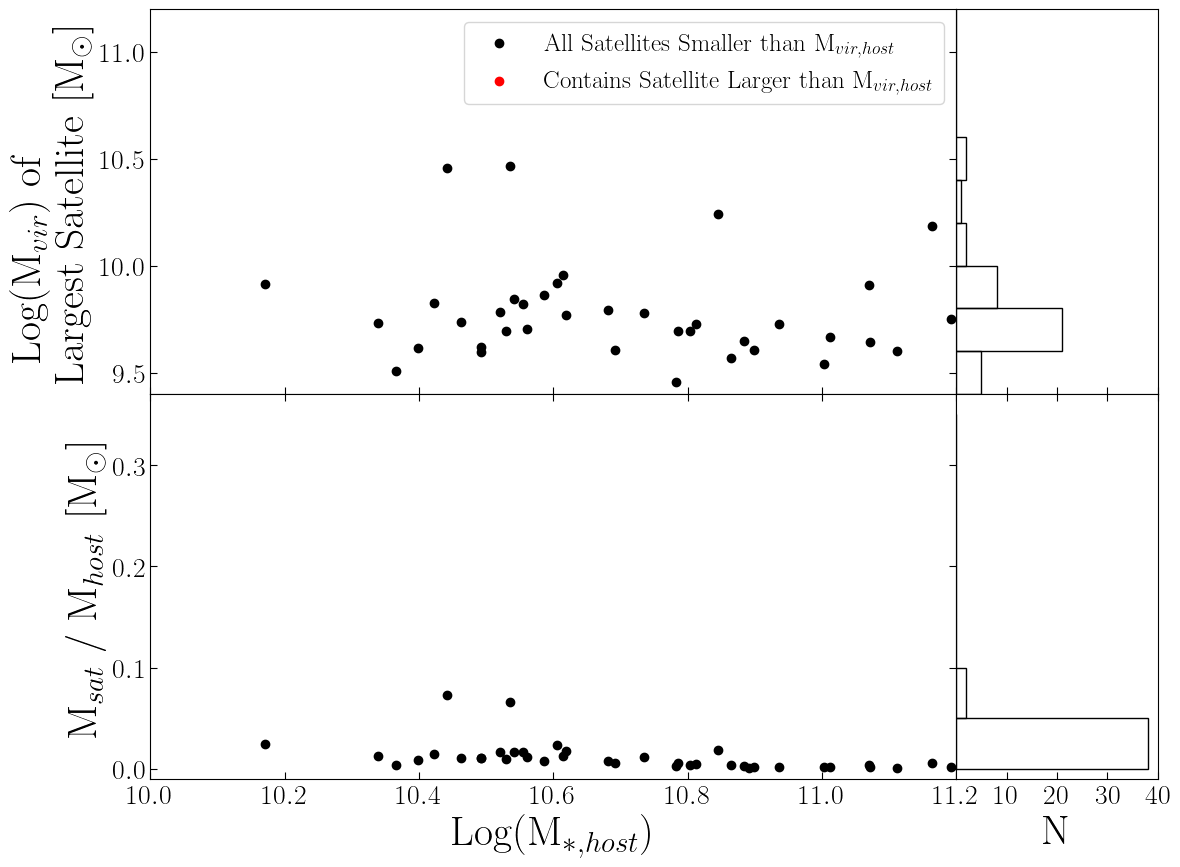 All Satellites Smaller than M_{vir,host}
Contains Satellite Larger than M_{vir,host}
Log(M_{vir}) of
Largest Satellite [M_⊙]
11.0
10.5
10.0
9.5
M_{sat} / M_{host} [M_⊙]
0.3
0.2
0.1
0.0
10.0 10.2 10.4 10.6 10.8 11.0 11.2 10 20 30 40
Log(M_{*,host}) N